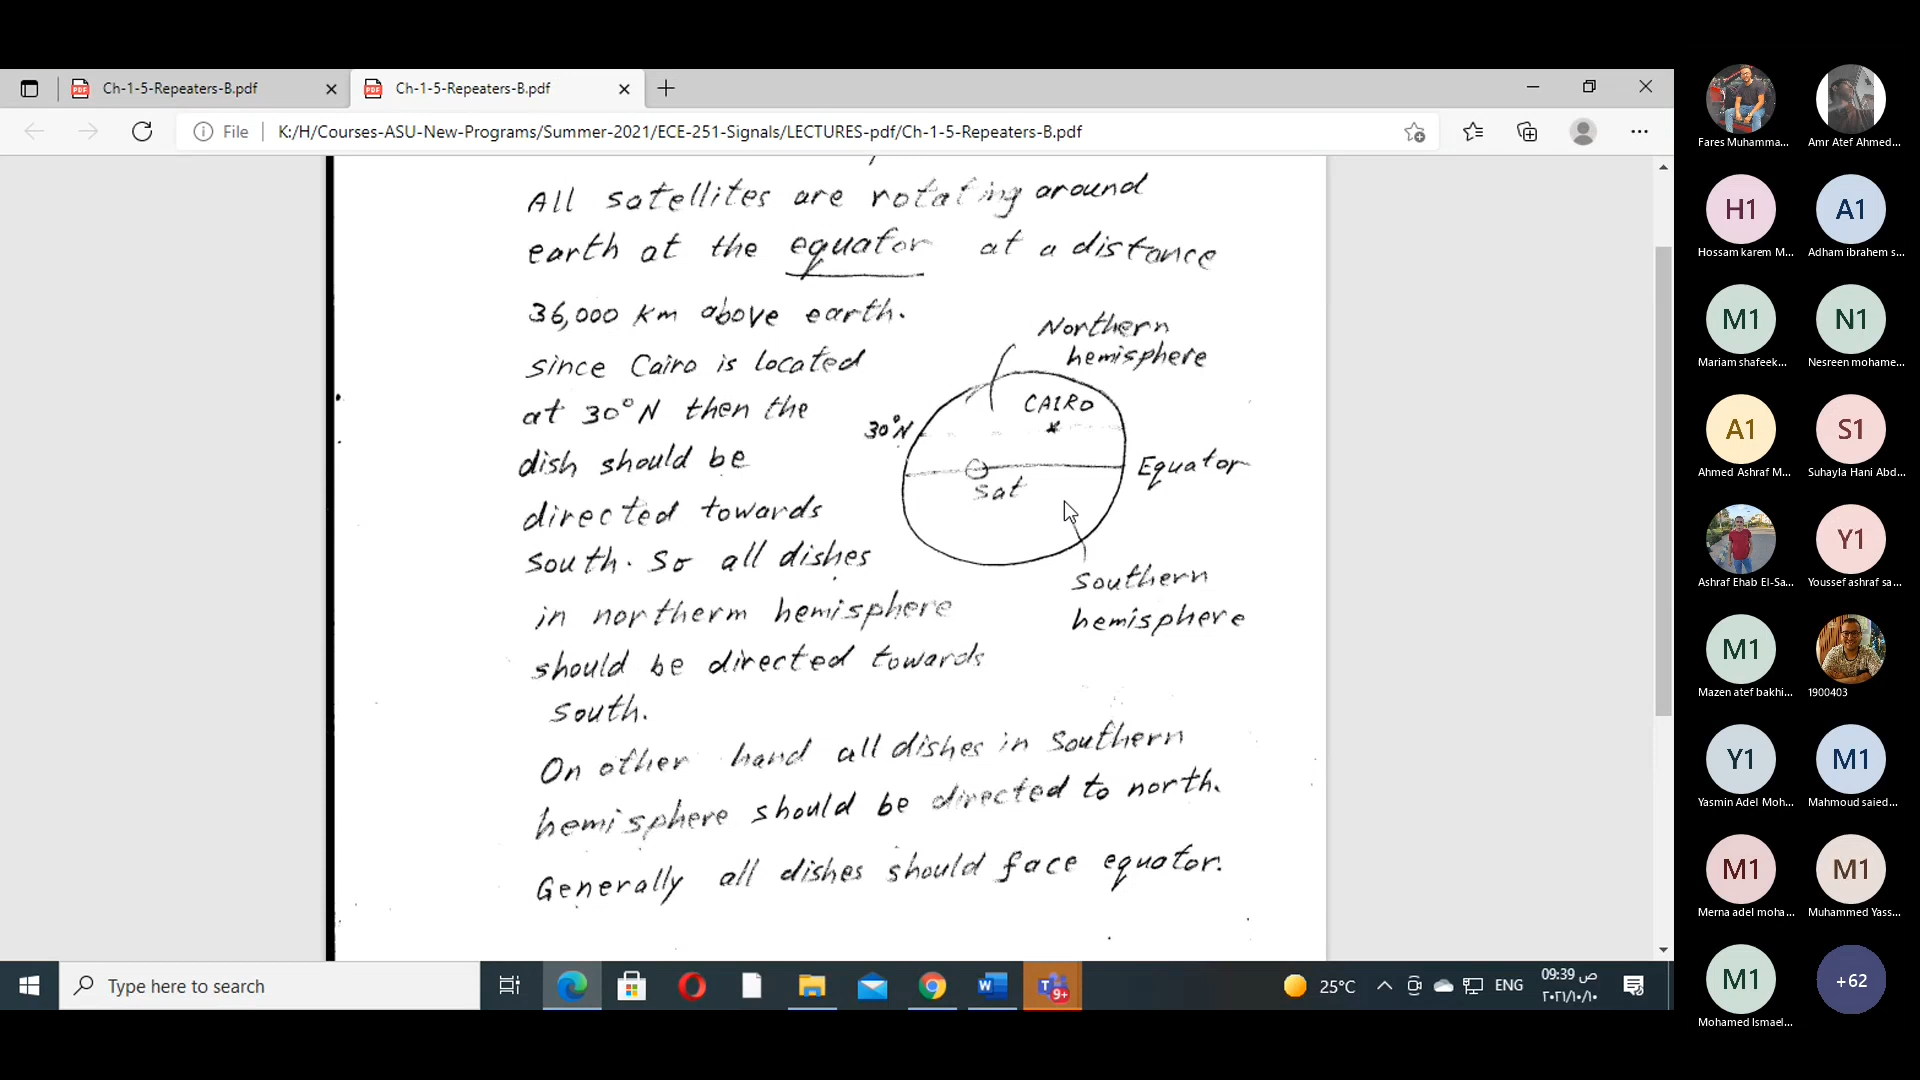 Ch-1-5-Repeaters-B.pdf
Ch-1-5-Repeaters-B.pdf
File
K:/H/Courses-ASU-New-Programs/Summer-2021/ECE-251-Signals/LECTURES-pdf/Ch-1-5-Repeaters-B.pdf
All satellites are rotating around
earth at the equator at a distance
36,000 Km above earth.
since Cairo is located
at 30°N then the
dish should be
directed towards
south. So all dishes
in northerm hemisphere
should be directed towards
south.
On other hand all dishes in Southern
hemisphere should be directed to north.
Generally all dishes should face equator.
Northern
hemisphere
CAIRO
30°N
Equator
Sat
Southern
hemisphere
Fares Muhamma...
Amr Atef Ahmed...
H1
A1
Hossam karem M...
Adham ibrahem s...
M1
N1
Mariam shafeek...
Nesreen mohame...
A1
S1
Ahmed Ashraf M...
Suhayla Hani Abd...
Y1
Ashraf Ehab El-Sa...
Youssef ashraf sa...
M1
Mazen atef bakhi...
1900403
Y1
M1
Yasmin Adel Moh...
Mahmoud saied...
M1
M1
Merna adel moha...
Muhammed Yass...
M1
+62
Mohamed Ismael...
Type here to search
9+
25°C
ENG
09:39 ص
٢٠٢١/١٠/١٠